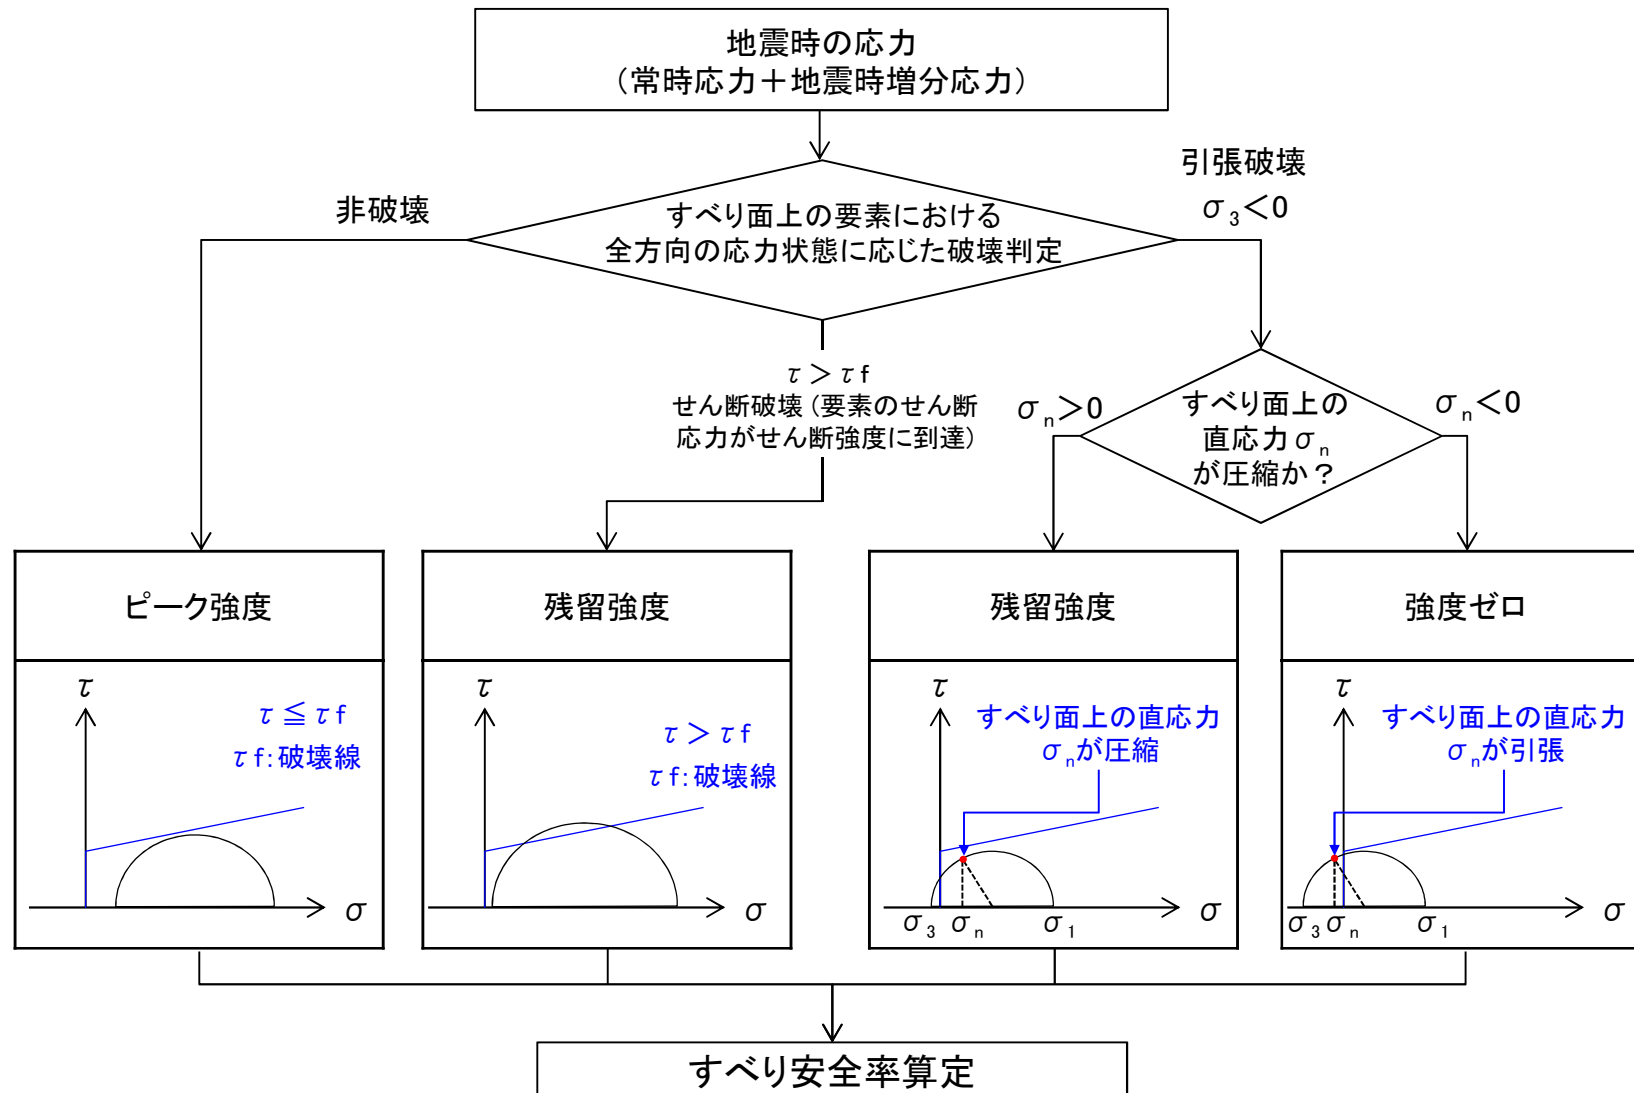 地震時の応力
（常時応力＋地震時増分応力）
引張破壊
σ₃＜0
非破壊
すべり面上の要素における
全方向の応力状態に応じた破壊判定
τ＞τf
せん断破壊（要素のせん断
応力がせん断強度に到達）
σₙ＞0
すべり面上の
直応力σₙ
が圧縮か？
σₙ＜0
ピーク強度
τ
τ≦τf
τf：破壊線
σ
残留強度
τ
τ＞τf
τf：破壊線
σ
残留強度
τ
すべり面上の直応力
σₙが圧縮
σ
σ₃ σₙ σ₁
強度ゼロ
τ
すべり面上の直応力
σₙが引張
σ
σ₃ σₙ σ₁
すべり安全率算定